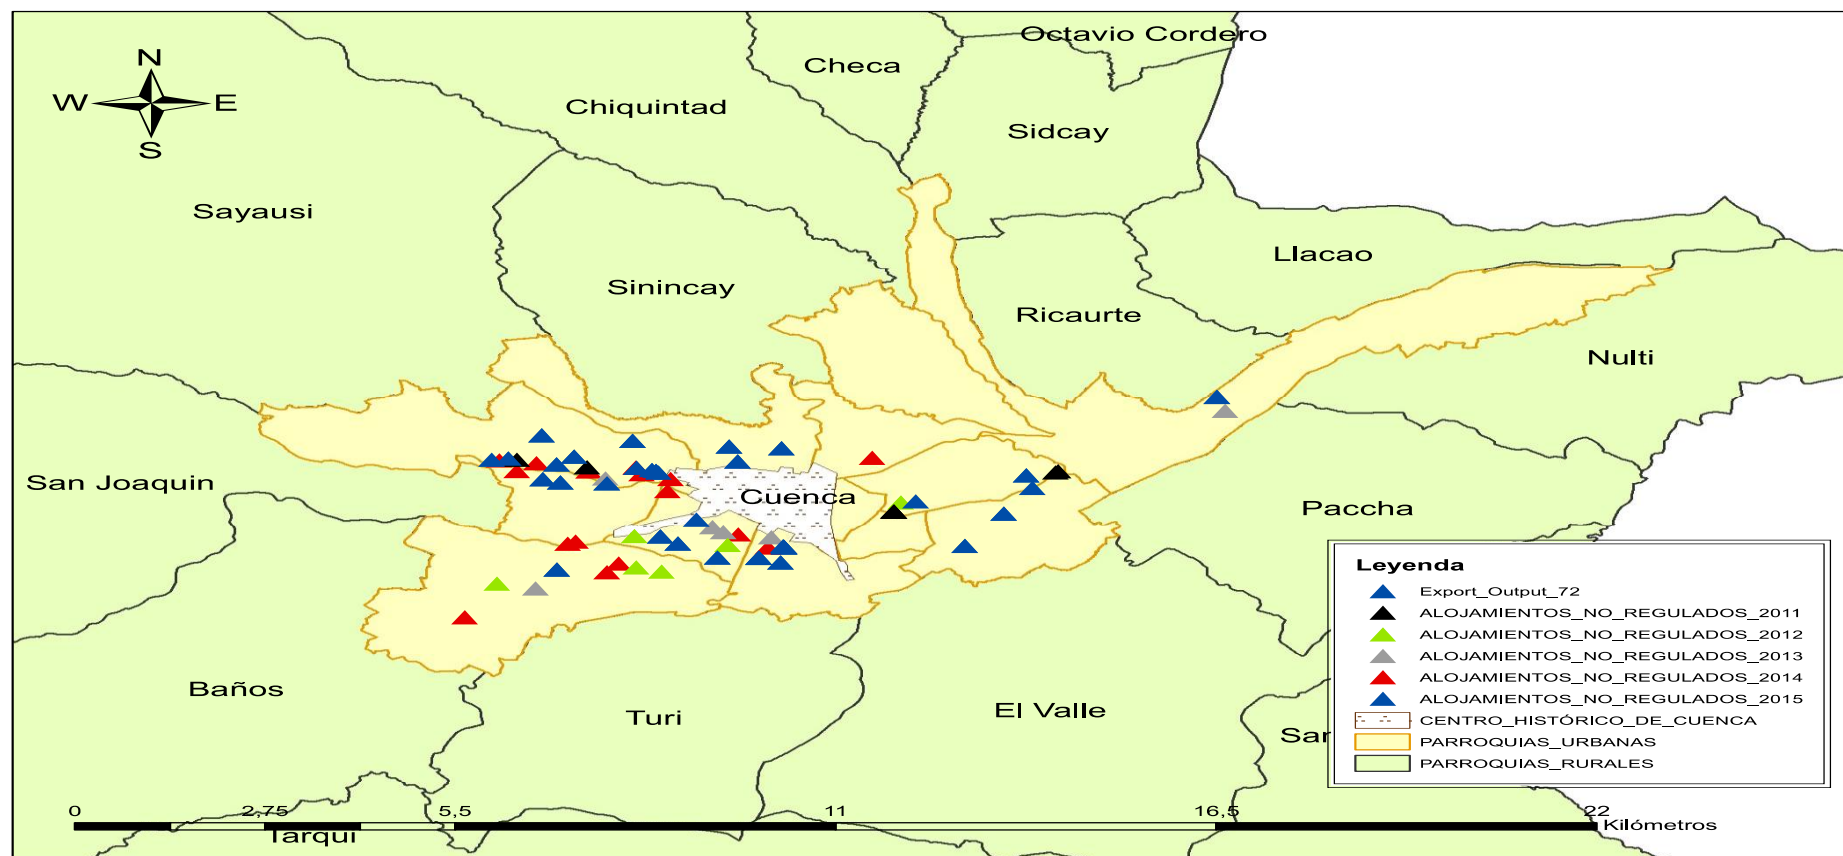 Octavio Cordero
Checa
N
Chiquintad
W
E
Sidcay
S
Sayausi
Llacao
Sinincay
Ricaurte
Nulti
San Joaquin
Cuenca
Paccha
Leyenda
Export_Output_72
ALOJAMIENTOS_NO_REGULADOS_2011
ALOJAMIENTOS_NO_REGULADOS_2012
ALOJAMIENTOS_NO_REGULADOS_2013
ALOJAMIENTOS_NO_REGULADOS_2014
ALOJAMIENTOS_NO_REGULADOS_2015
CENTRO_HISTÓRICO_DE_CUENCA
PARROQUIAS_URBANAS
PARROQUIAS_RURALES
Baños
Turi
El Valle
0 2,75 5,5 11 16,5 22
Kilómetros
Tarqui